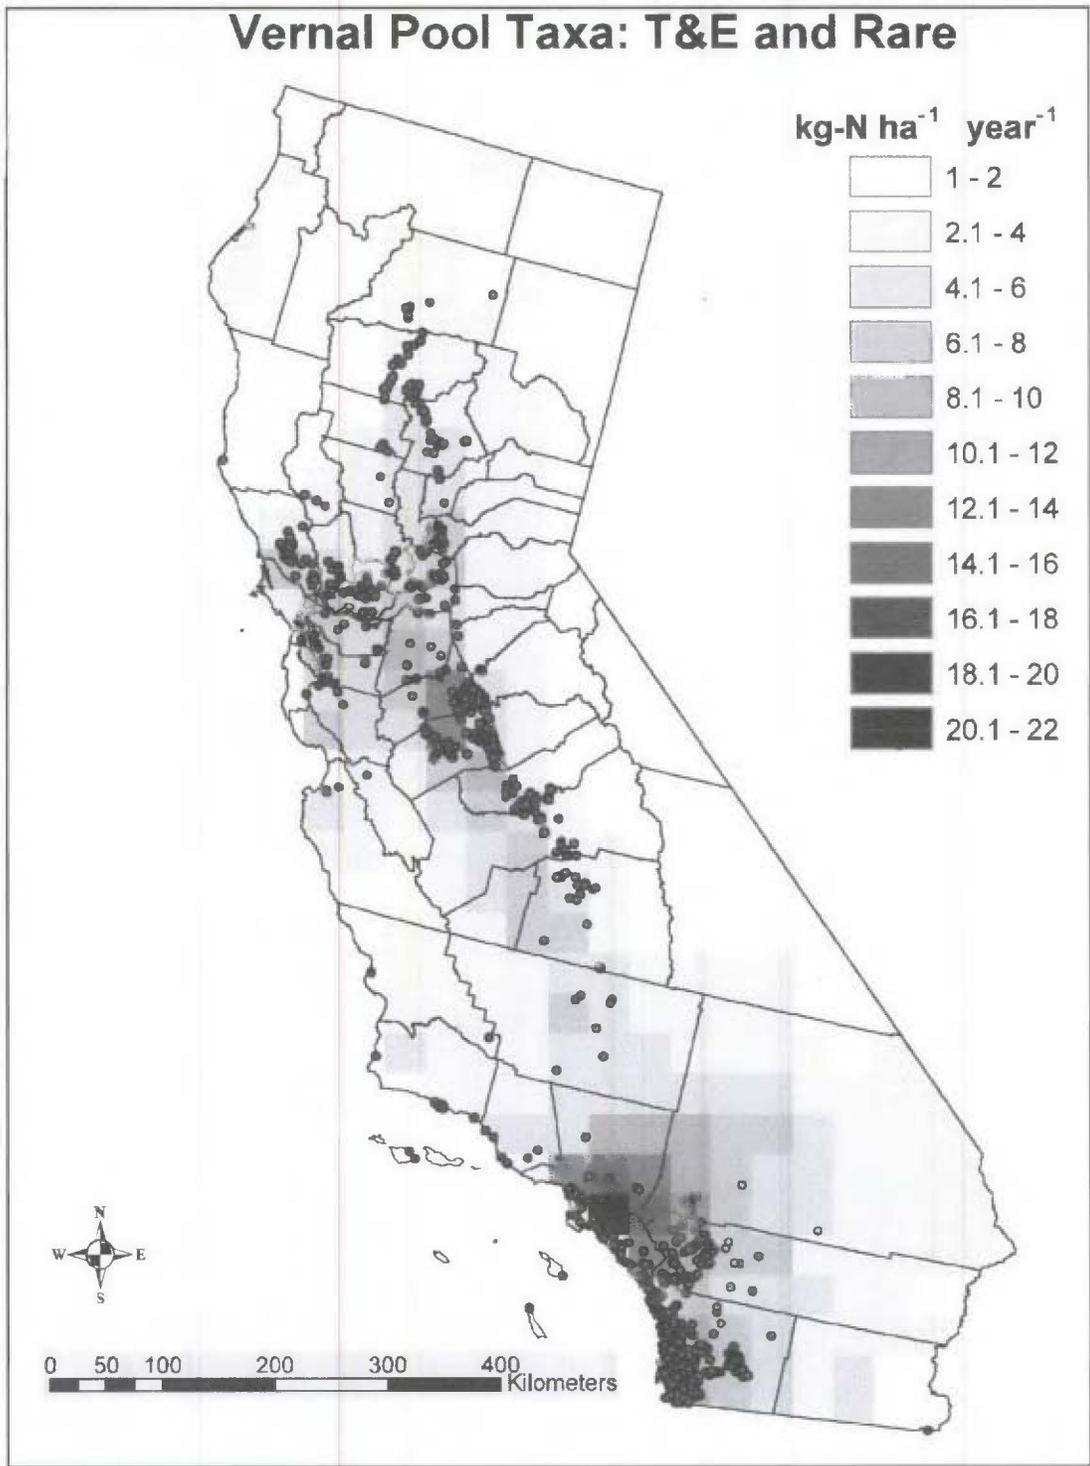 Vernal Pool Taxa: T&E and Rare
kg-N ha-1 year-1
1 - 2
2.1 - 4
4.1 - 6
6.1 - 8
8.1 - 10
10.1 - 12
12.1 - 14
14.1 - 16
16.1 - 18
18.1 - 20
20.1 - 22
N
W E
S
0 50 100 200 300 400
Kilometers